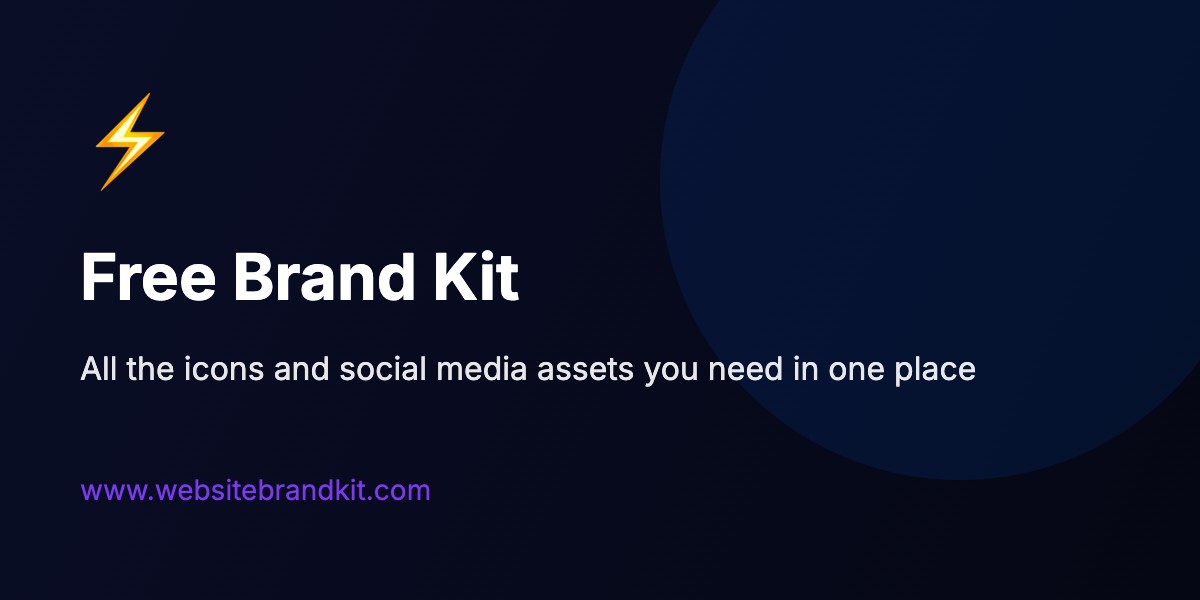 Free Brand Kit
All the icons and social media assets you need in one place
www.websitebrandkit.com